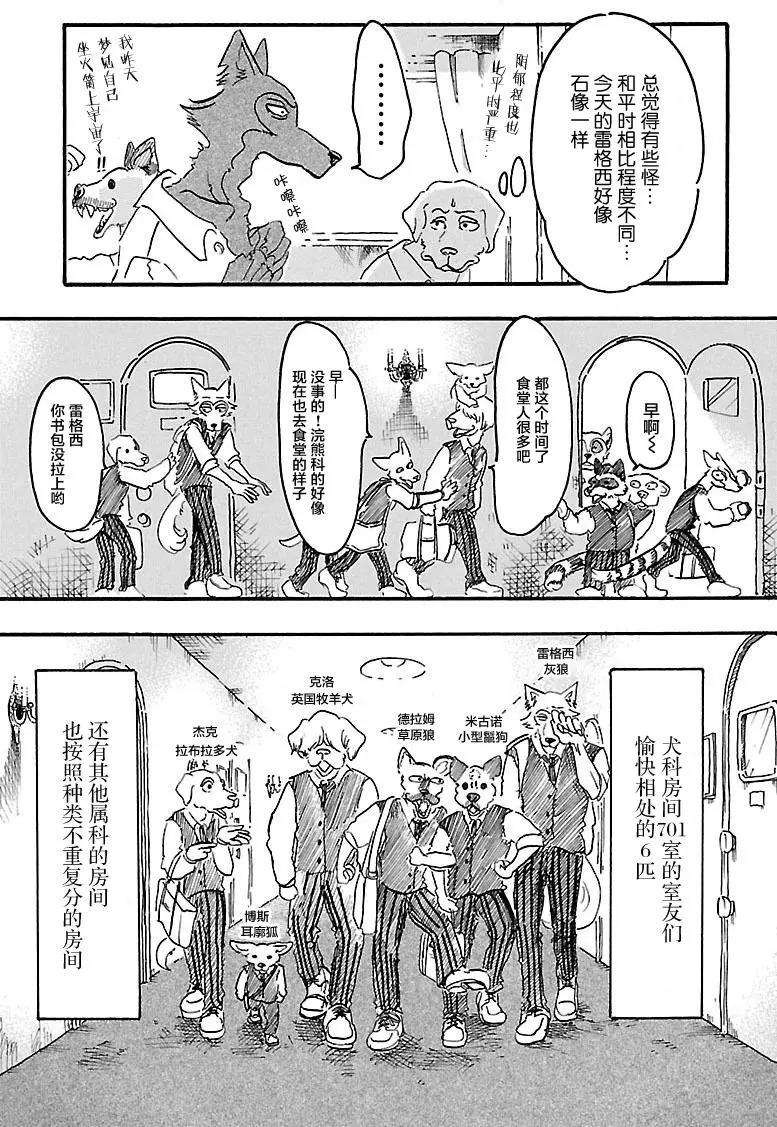 总觉得有些怪…
和平时相比程度不同…
今天的雷格西好像
石像一样
阴郁程度也
比平时严重…
………
咔嚓咔嚓
我昨天
梦见自己
坐火箭上宇宙了!!
早啊~
都这个时间了
食堂人很多吧
早—
没事的！浣熊科的好像
现在也去食堂的样子
雷格西
你书包没拉上哟
犬科房间701室的室友们
愉快相处的6匹
雷格西
灰狼
米古诺
小型鬣狗
德拉姆
草原狼
克洛
英国牧羊犬
杰克
拉布拉多犬
博斯
耳廓狐
还有其他属科的房间
也按照种类不重复分的房间